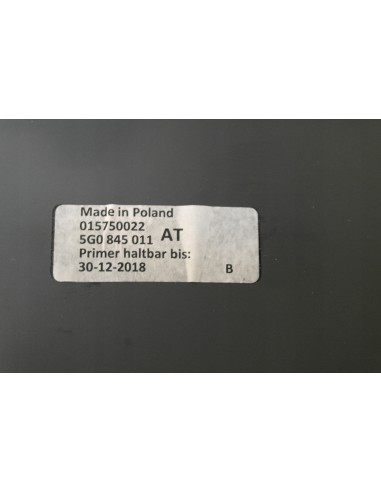 Made in Poland
015750022
5G0 845 011 AT
Primer haltbar bis:
30-12-2018 B